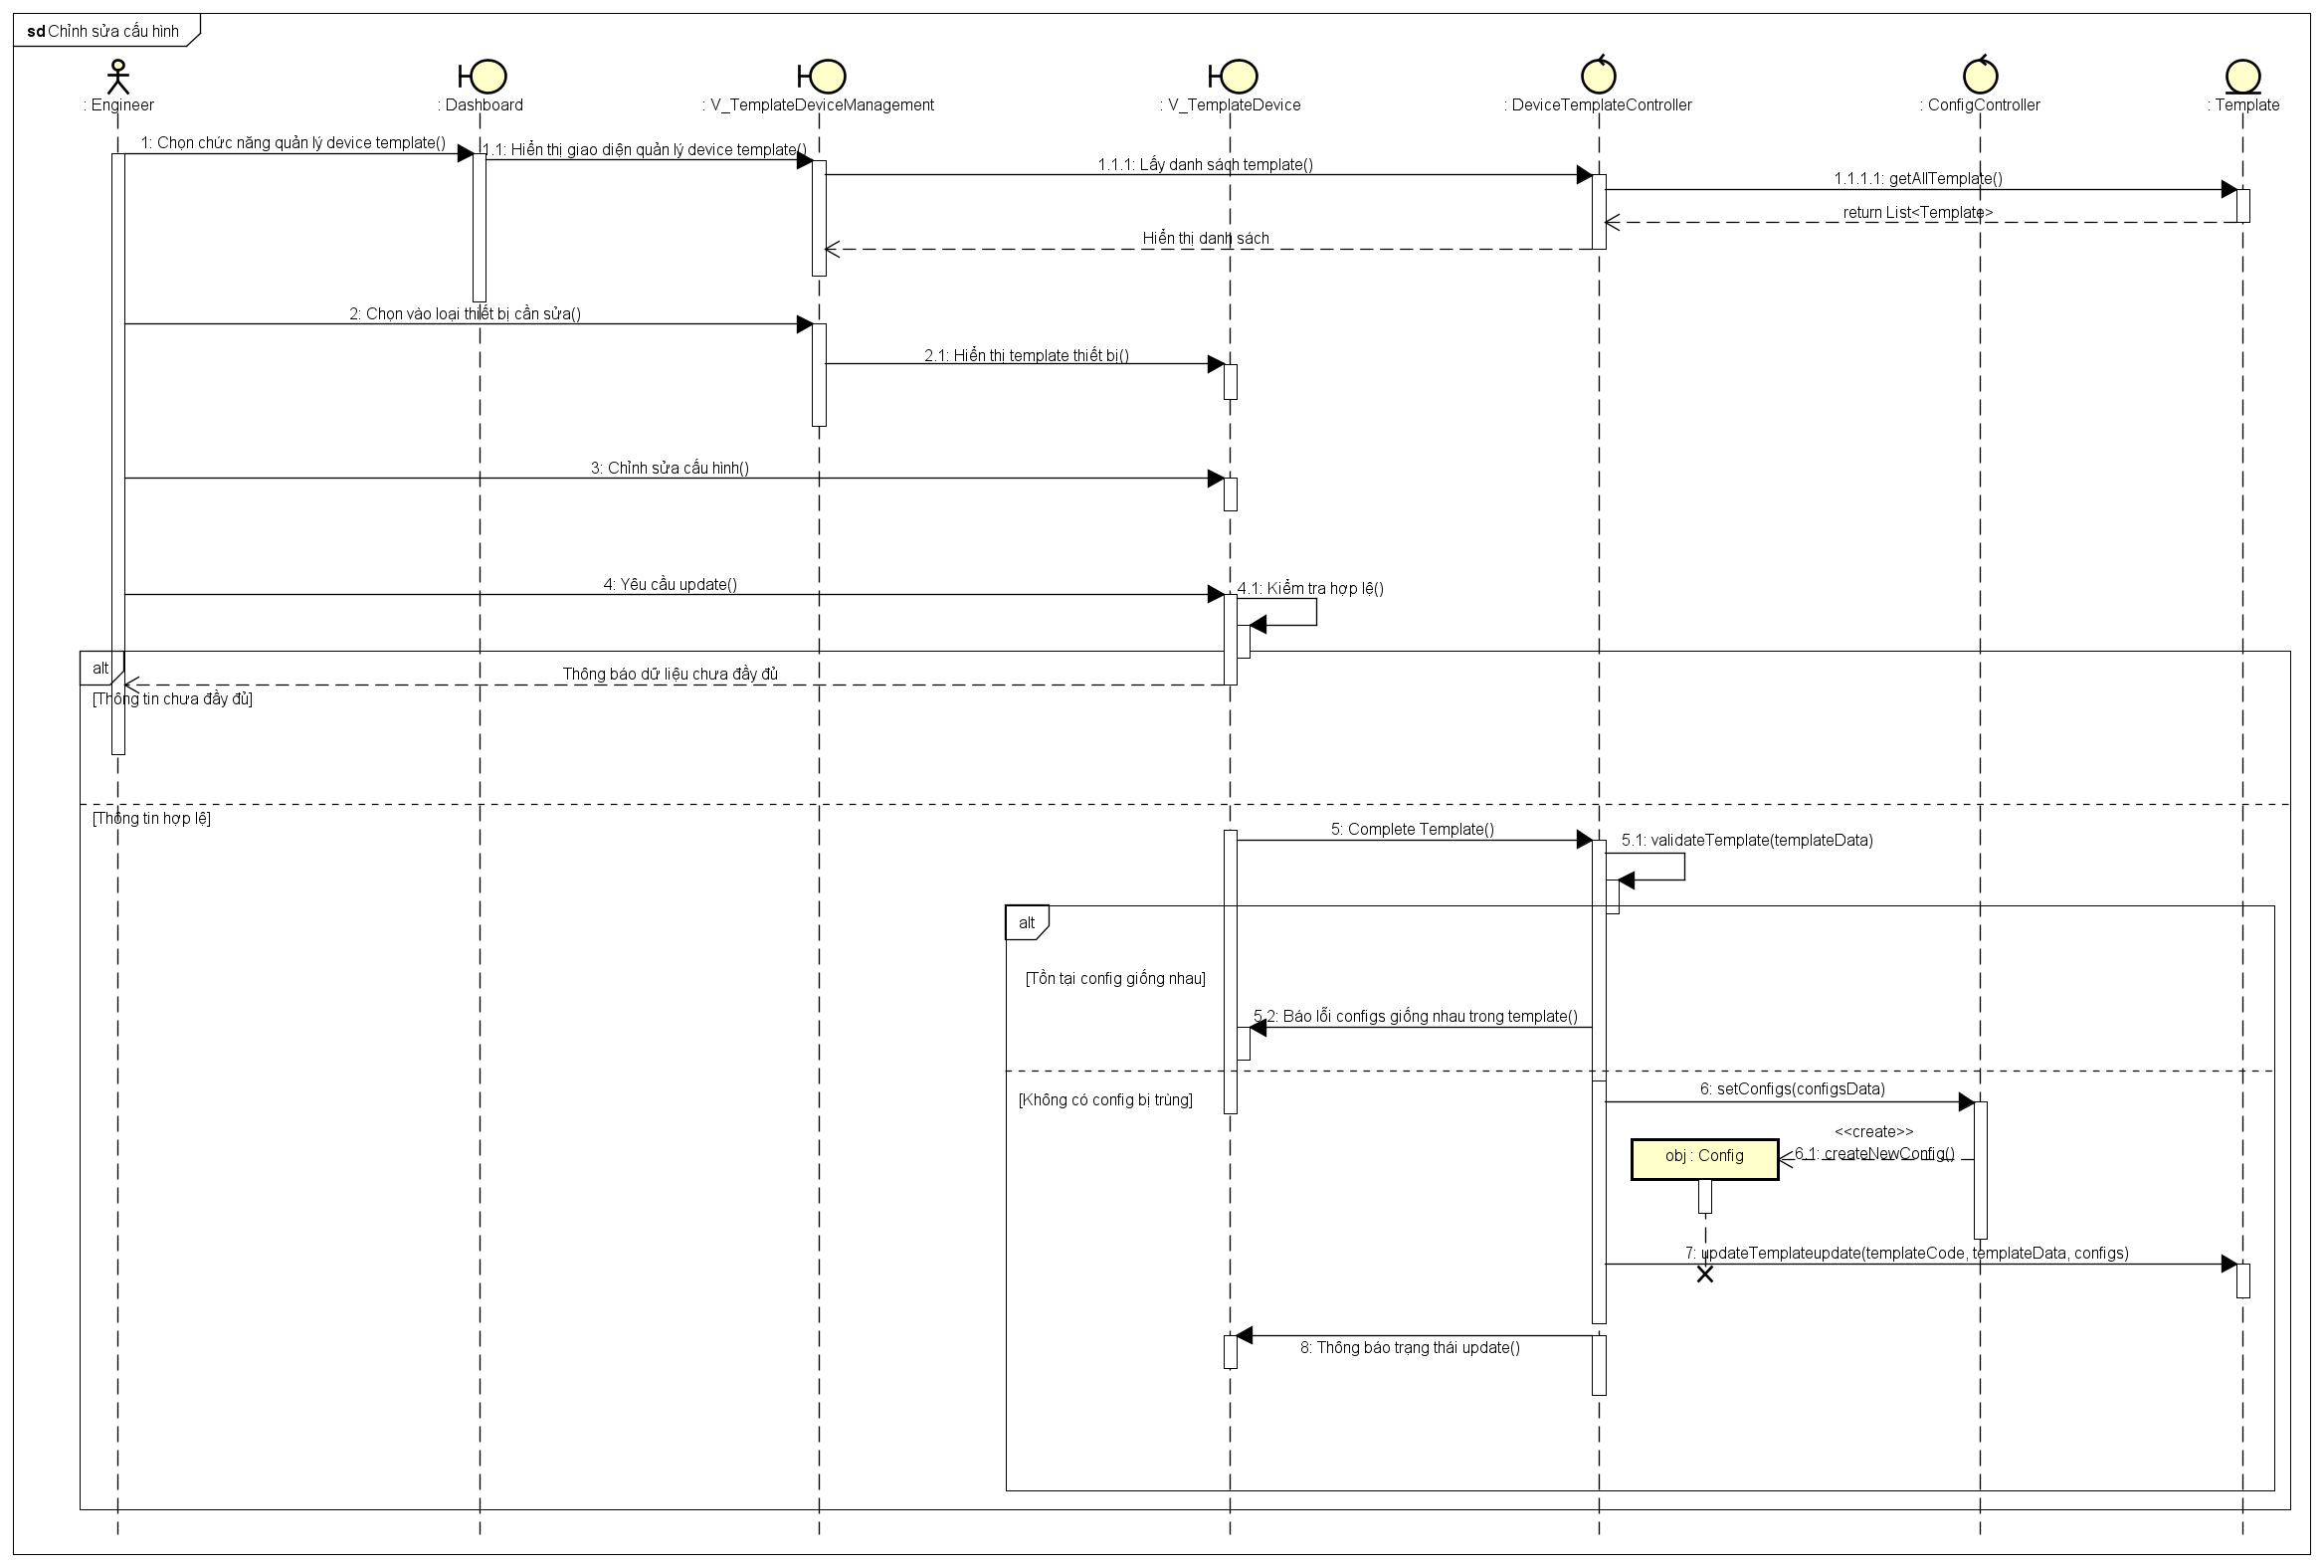 sd Chỉnh sửa cấu hình
: Engineer
: Dashboard
: V_TemplateDeviceManagement
: V_TemplateDevice
: DeviceTemplateController
: ConfigController
: Template
1: Chọn chức năng quản lý device template()
1.1: Hiển thị giao diện quản lý device template()
1.1.1: Lấy danh sách template()
1.1.1.1: getAllTemplate()
return List<Template>
Hiển thị danh sách
2: Chọn vào loại thiết bị cần sửa()
2.1: Hiển thị template thiết bị()
3: Chỉnh sửa cấu hình()
4: Yêu cầu update()
4.1: Kiểm tra hợp lệ()
alt
Thông báo dữ liệu chưa đầy đủ
[Thông tin chưa đầy đủ]
[Thông tin hợp lệ]
5: Complete Template()
5.1: validateTemplate(templateData)
alt
[Tồn tại config giống nhau]
5.2: Báo lỗi configs giống nhau trong template()
[Không có config bị trùng]
6: setConfigs(configsData)
<<create>>
6.1: createNewConfig()
obj : Config
7: updateTemplateupdate(templateCode, templateData, configs)
8: Thông báo trạng thái update()